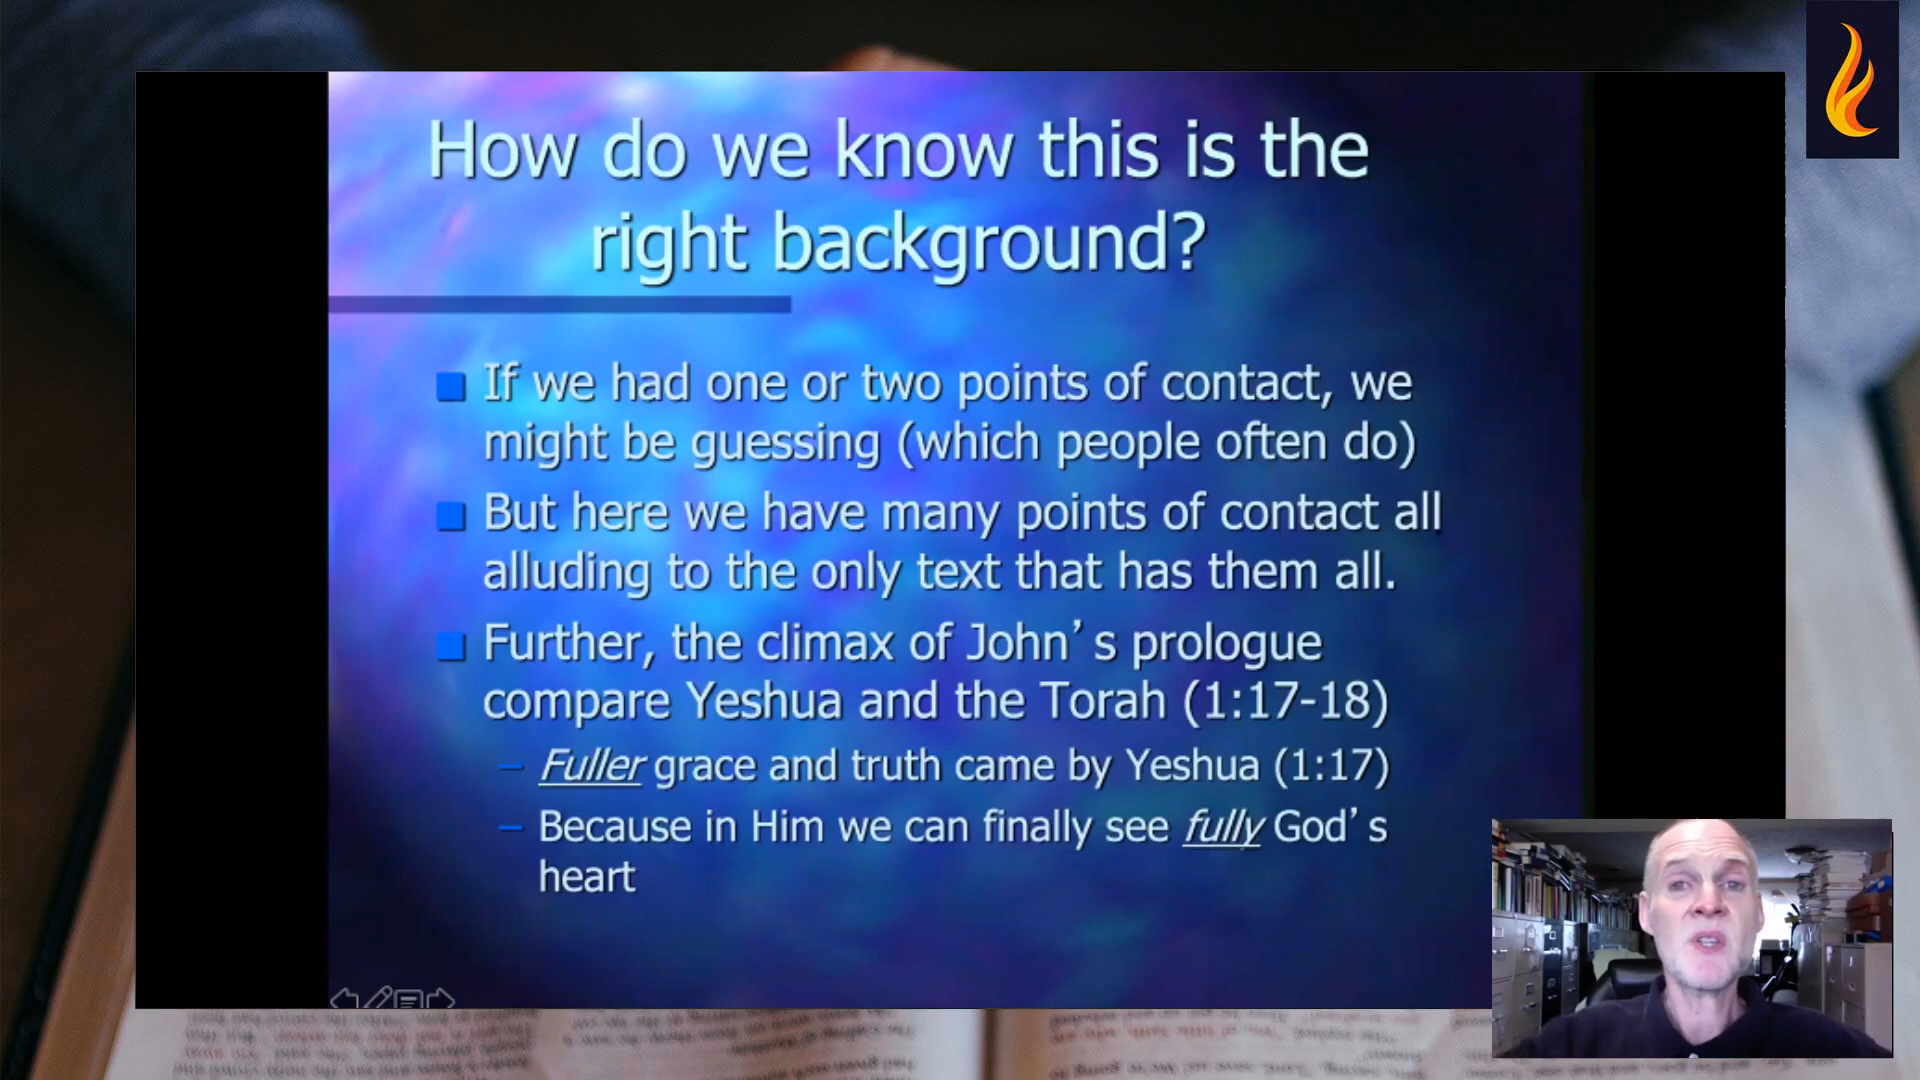 How do we know this is the
right background?
■ If we had one or two points of contact, we
might be guessing (which people often do)
■ But here we have many points of contact all
alluding to the only text that has them all.
■ Further, the climax of John’s prologue
compare Yeshua and the Torah (1:17-18)
– Fuller grace and truth came by Yeshua (1:17)
– Because in Him we can finally see fully God’s
heart